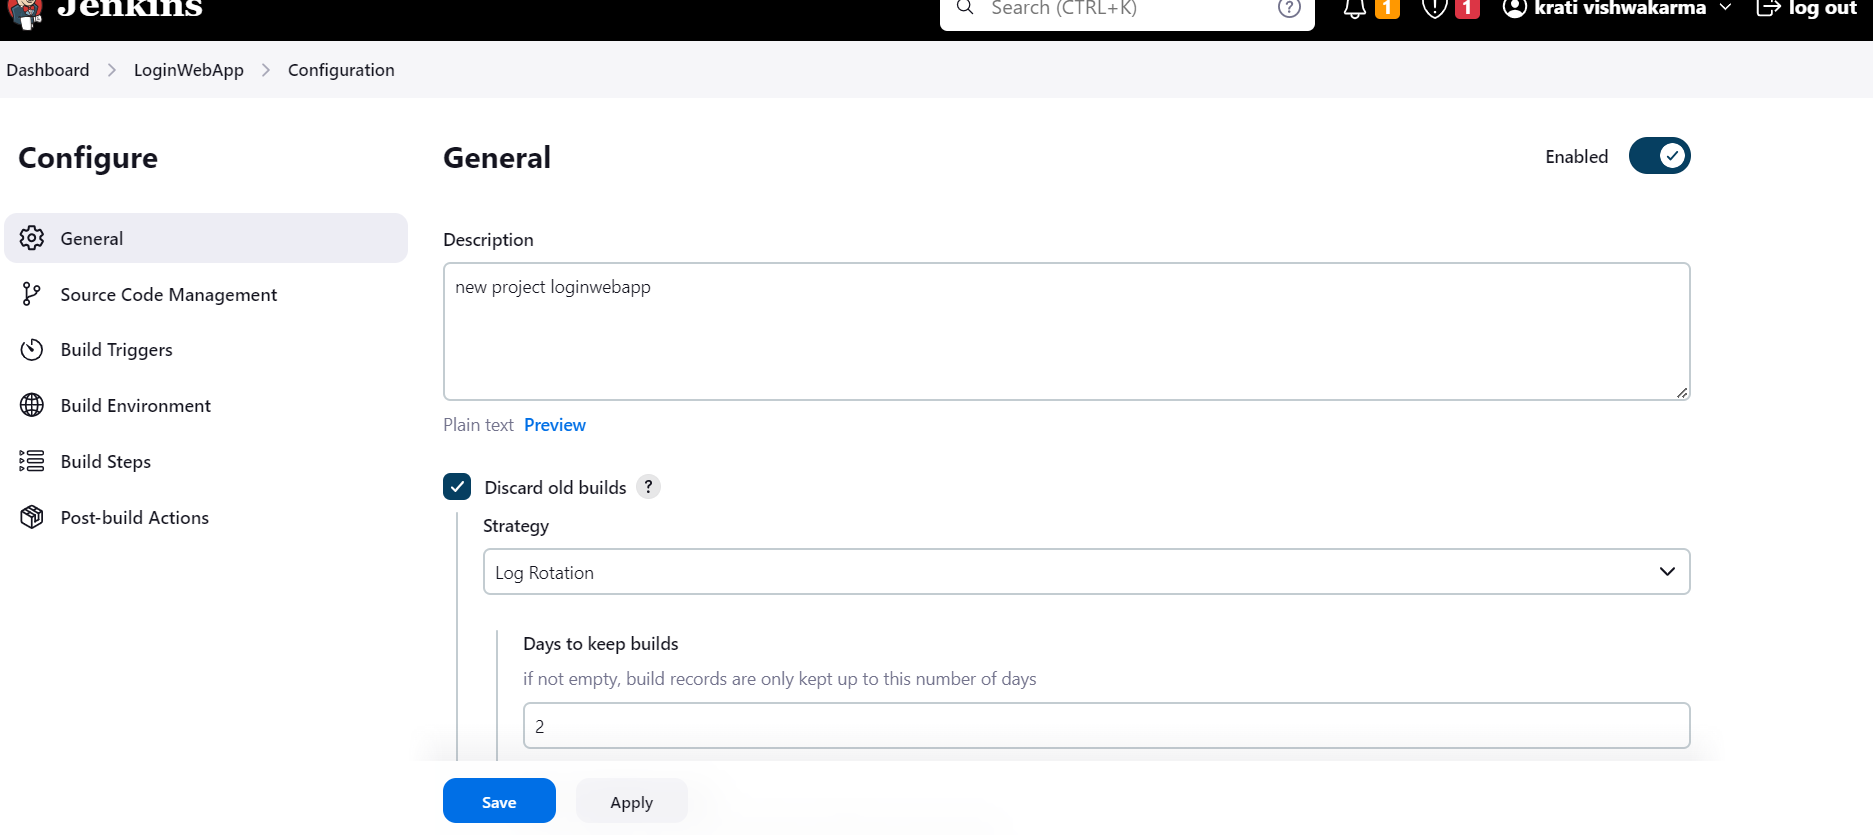 Jenkins
Search (CTRL+K)
?
1
1
krati vishwakarma
log out
Dashboard
LoginWebApp
Configuration
Configure
General
Source Code Management
Build Triggers
Build Environment
Build Steps
Post-build Actions
General
Enabled
Description
new project loginwebapp
Plain text Preview
Discard old builds ?
Strategy
Log Rotation
Days to keep builds
if not empty, build records are only kept up to this number of days
2
Save
Apply